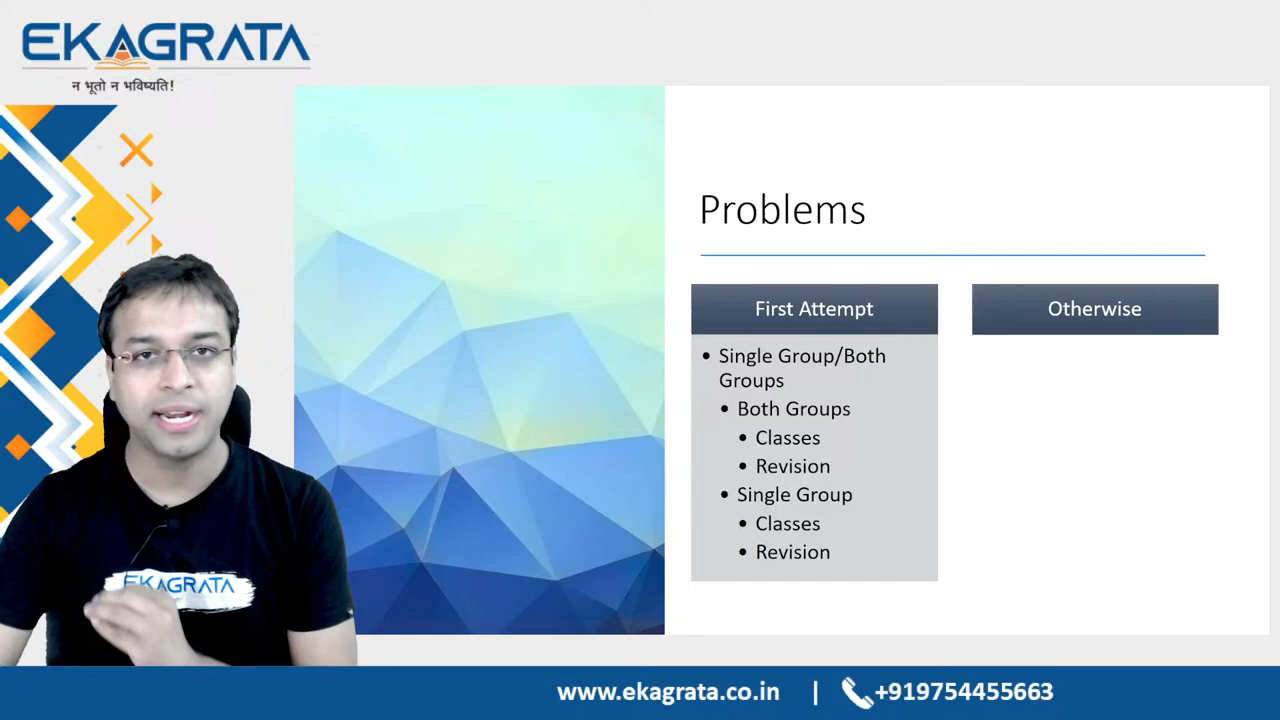 EKAGRATA
न भूतो न भविष्यति!
Problems
First Attempt
• Single Group/Both
Groups
• Both Groups
• Classes
• Revision
• Single Group
• Classes
• Revision
Otherwise
EKAGRATA
www.ekagrata.co.in | +919754455663